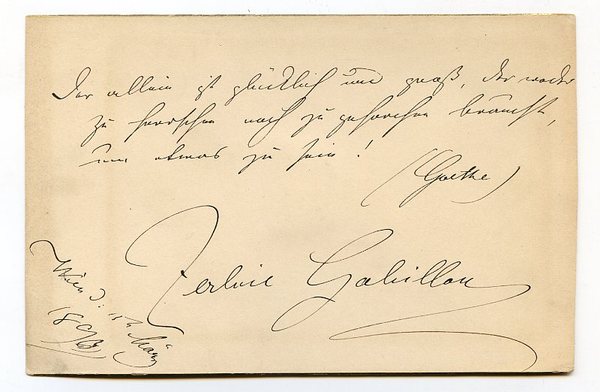 Der allein ist glücklich und groß, der weder
zu herrschen noch zu gehorchen braucht,
um etwas zu sein!
(Goethe)
Zerline Gabillon
Wien d: März